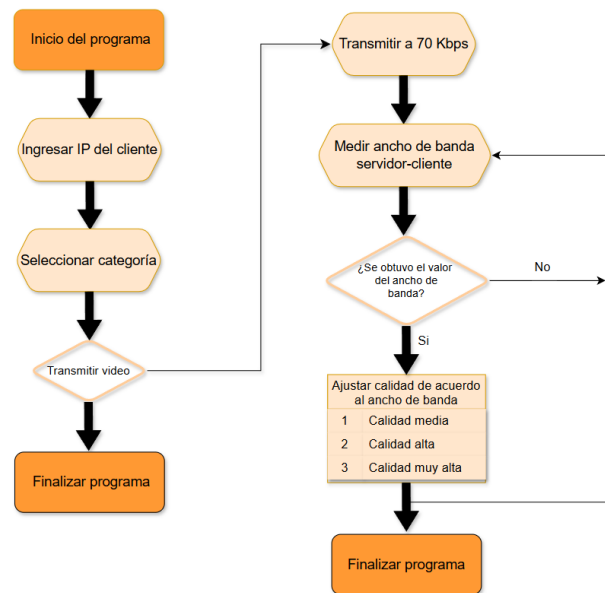 Inicio del programa
Ingresar IP del cliente
Seleccionar categoría
Transmitir video
Finalizar programa
Transmitir a 70 Kbps
Medir ancho de banda
servidor-cliente
¿Se obtuvo el valor
del ancho de
banda?
No
Si
Ajustar calidad de acuerdo
al ancho de banda
1 Calidad media
2 Calidad alta
3 Calidad muy alta
Finalizar programa